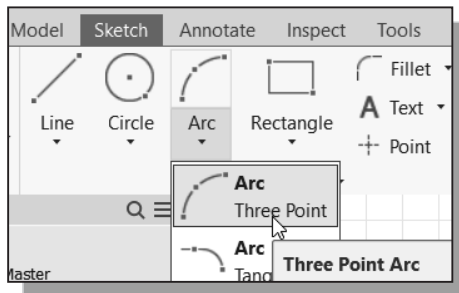 Model Sketch Annotate Inspect Tools
Line Circle Arc Rectangle
Fillet
Text
Point
Arc
Three Point
Arc
Three Point Arc